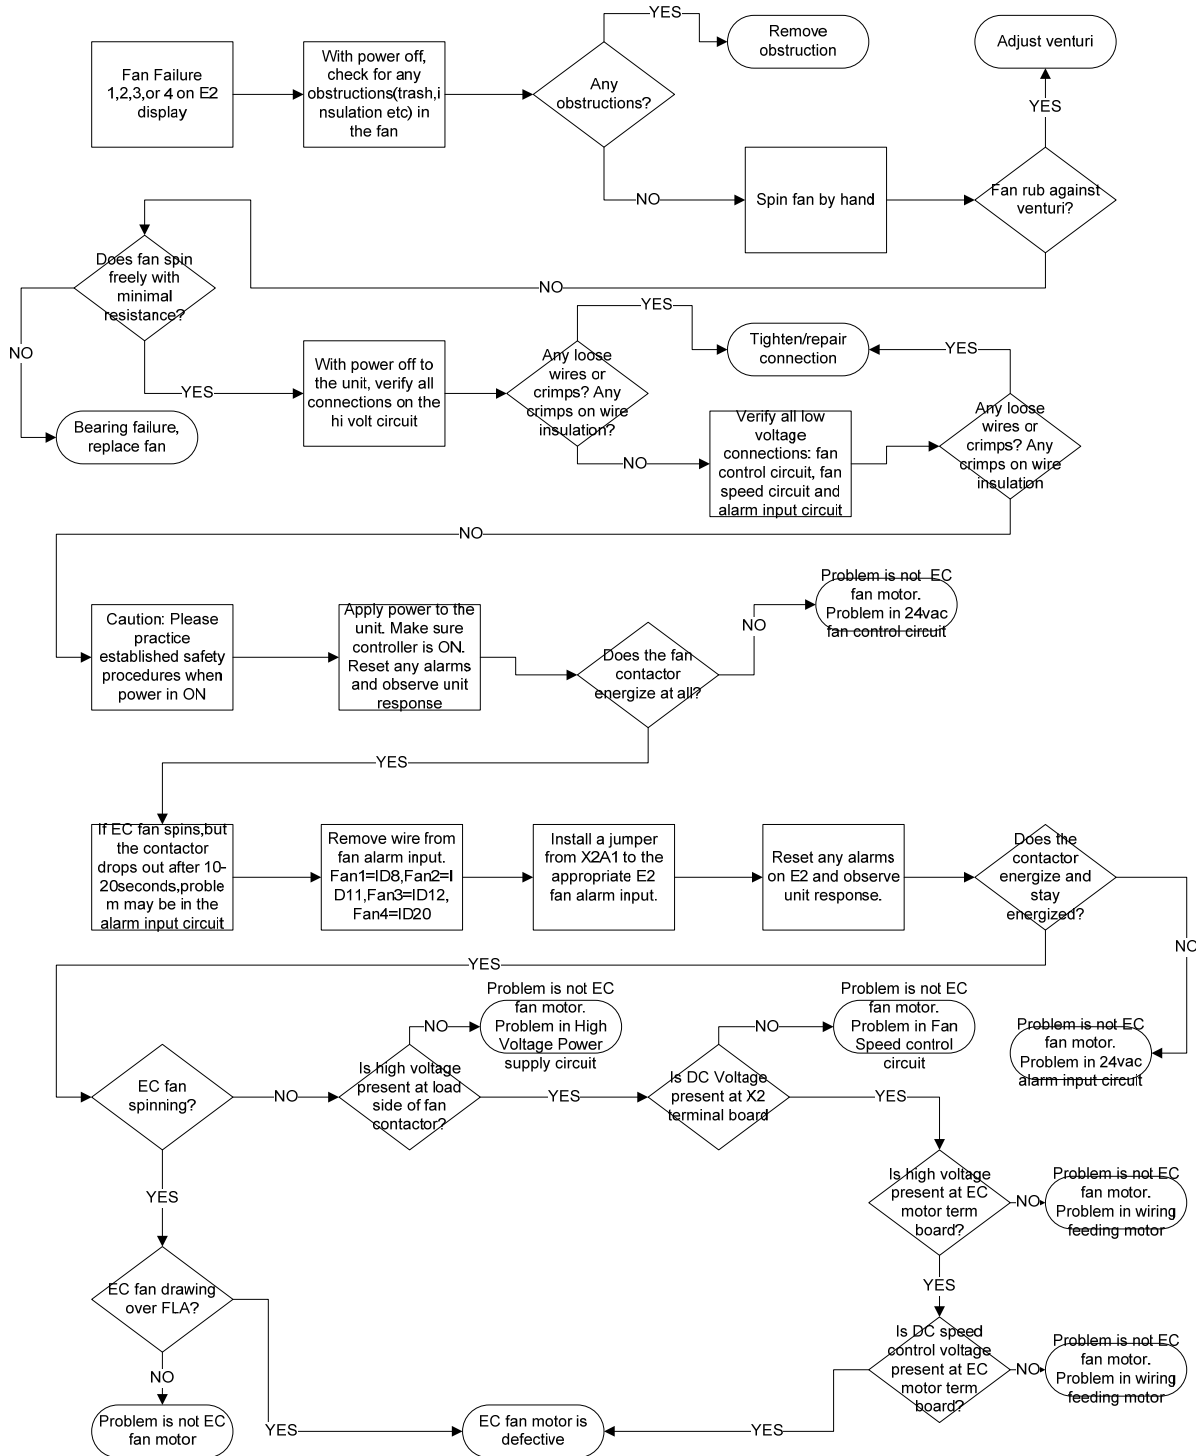 YES
Remove
obstruction
Adjust venturi
Fan Failure
1,2,3,or 4 on E2
display
With power off,
check for any
obstructions(trash,i
nsulation etc) in
the fan
Any
obstructions?
YES
NO
Spin fan by hand
Fan rub against
venturi?
Does fan spin
freely with
minimal
resistance?
NO
YES
NO
YES
Bearing failure,
replace fan
With power off to
the unit, verify all
connections on the
hi volt circuit
Any loose
wires or
crimps? Any
crimps on wire
insulation?
YES
Tighten/repair
connection
YES
NO
Verify all low
voltage
connections: fan
control circuit, fan
speed circuit and
alarm input circuit
Any loose
wires or
crimps? Any
crimps on wire
insulation
NO
Caution: Please
practice
established safety
procedures when
power in ON
Apply power to the
unit. Make sure
controller is ON.
Reset any alarms
and observe unit
response
Does the fan
contactor
energize at all?
NO
Problem is not EC
fan motor.
Problem in 24vac
fan control circuit
YES
If EC fan spins,but
the contactor
drops out after 10-
20seconds,proble
m may be in the
alarm input circuit
Remove wire from
fan alarm input.
Fan1=ID8,Fan2=I
D11,Fan3=ID12,
Fan4=ID20
Install a jumper
from X2A1 to the
appropriate E2
fan alarm input.
Reset any alarms
on E2 and observe
unit response.
Does the
contactor
energize and
stay
energized?
NO
YES
Problem is not EC
fan motor.
Problem in 24vac
alarm input circuit
EC fan
spinning?
NO
Is high voltage
present at load
side of fan
contactor?
NO
Problem is not EC
fan motor.
Problem in High
Voltage Power
supply circuit
YES
Is DC Voltage
present at X2
terminal board
NO
Problem is not EC
fan motor.
Problem in Fan
Speed control
circuit
YES
Is high voltage
present at EC
motor term
board?
NO
Problem is not EC
fan motor.
Problem in wiring
feeding motor
YES
YES
EC fan drawing
over FLA?
Is DC speed
control voltage
present at EC
motor term
board?
NO
Problem is not EC
fan motor.
Problem in wiring
feeding motor
NO
Problem is not EC
fan motor
YES
EC fan motor is
defective
YES